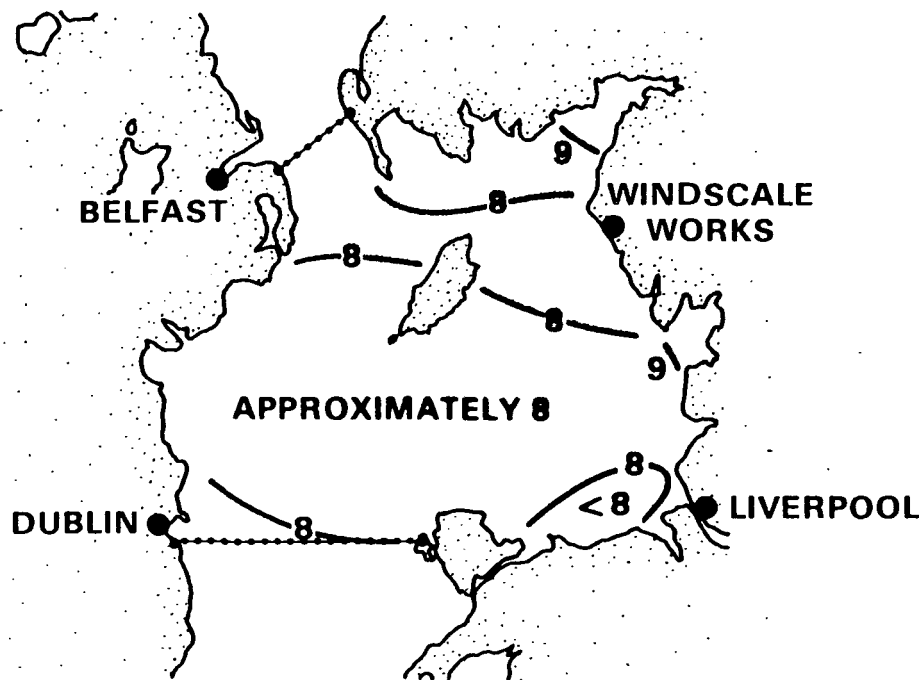 9
8
WINDSCALE
WORKS
BELFAST
8
8
9
APPROXIMATELY 8
8
< 8
DUBLIN
8
LIVERPOOL